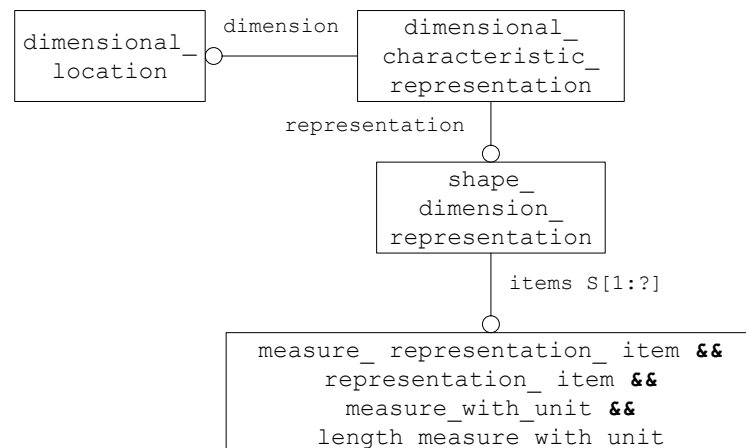 dimension
dimensional_
location
dimensional_
characteristic_
representation
representation
shape_
dimension_
representation
items S[1:?]
measure_ representation_ item &&
representation_ item &&
measure_with_unit &&
length measure with unit